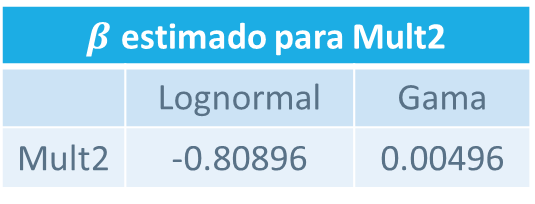 β estimado para Mult2
Lognormal Gama
Mult2 -0.80896 0.00496